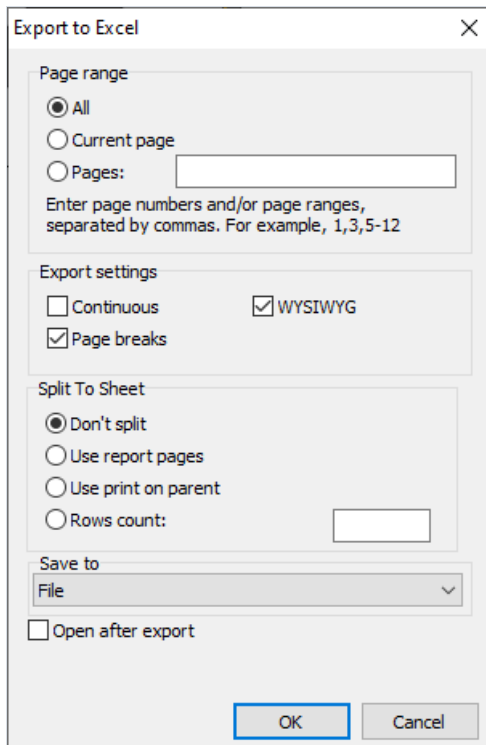 Export to Excel
Page range
All
Current page
Pages:
Enter page numbers and/or page ranges,
separated by commas. For example, 1,3,5-12
Export settings
Continuous WYSIWYG
Page breaks
Split To Sheet
Don't split
Use report pages
Use print on parent
Rows count:
Save to
File
Open after export
OK Cancel